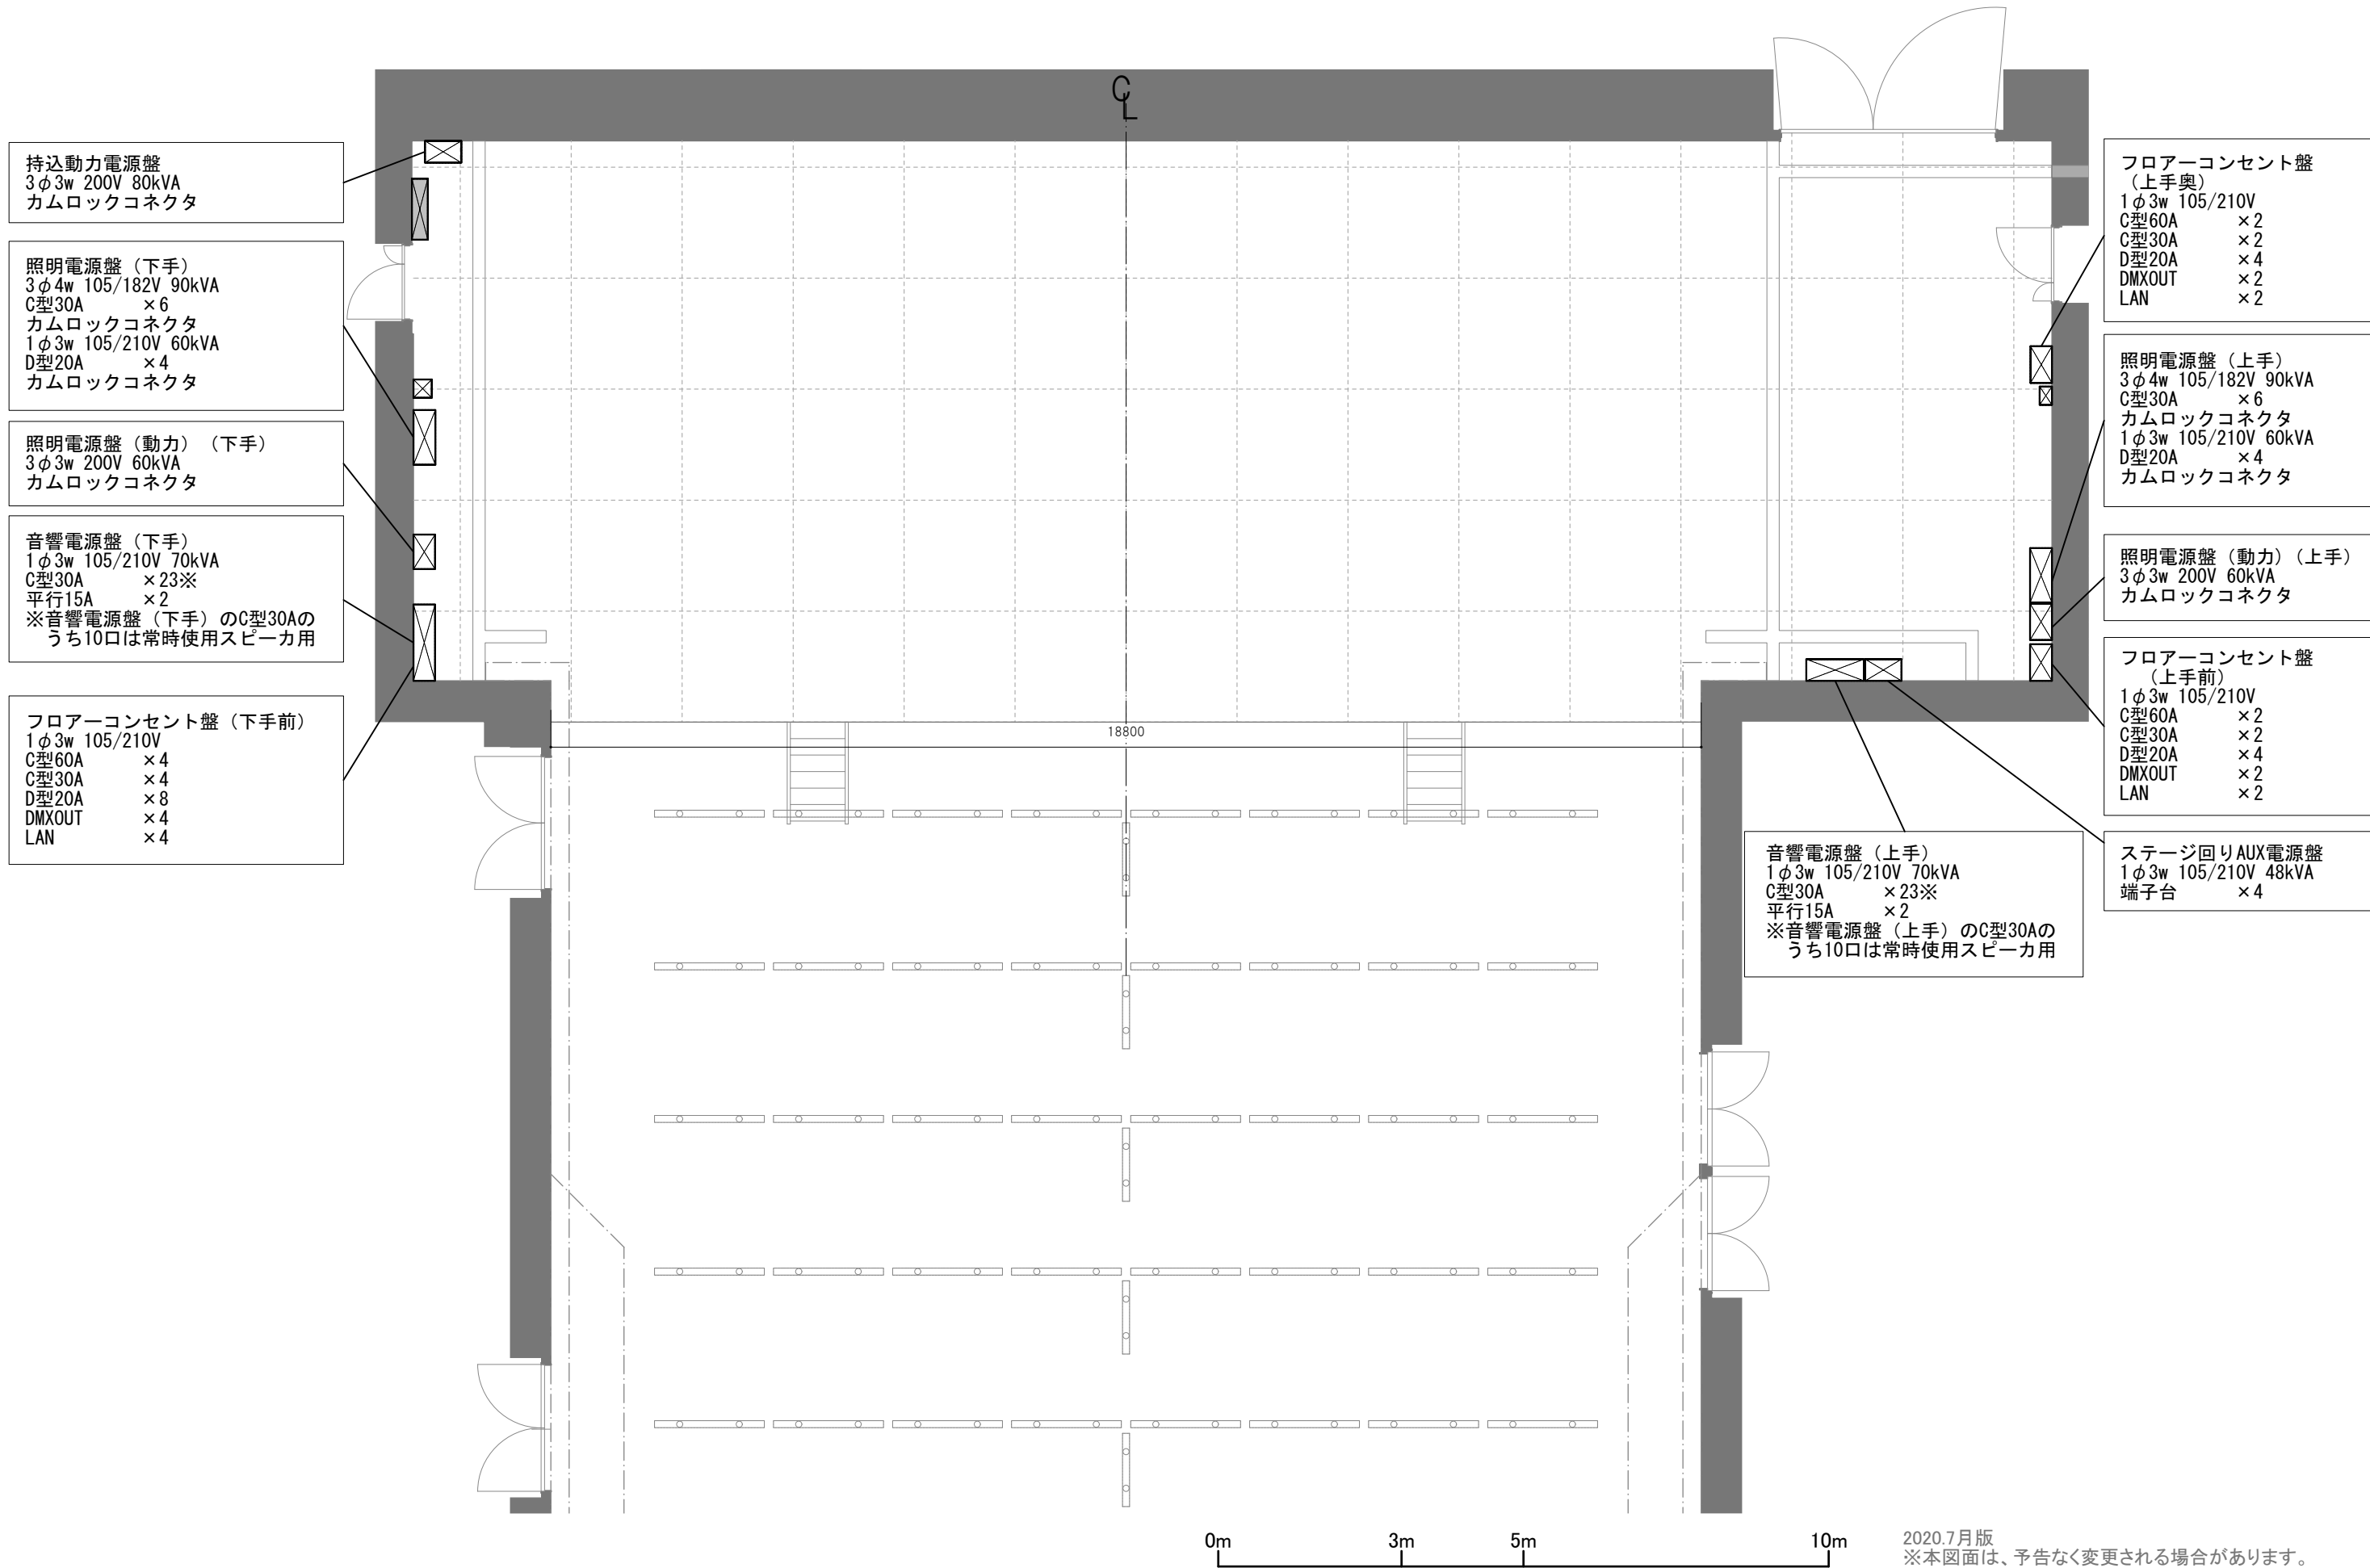 CL
持込動力電源盤
3φ3w 200V 80kVA
カムロックコネクタ
照明電源盤（下手）
3φ4w 105/182V 90kVA
C型30A ×6
カムロックコネクタ
1φ3w 105/210V 60kVA
D型20A ×4
カムロックコネクタ
照明電源盤（動力）（下手）
3φ3w 200V 60kVA
カムロックコネクタ
音響電源盤（下手）
1φ3w 105/210V 70kVA
C型30A ×23※
平行15A ×2
※音響電源盤（下手）のC型30Aの
うち10口は常時使用スピーカ用
フロアーコンセント盤（下手前）
1φ3w 105/210V
C型60A ×4
C型30A ×4
D型20A ×8
DMXOUT ×4
LAN ×4
フロアーコンセント盤
（上手奥）
1φ3w 105/210V
C型60A ×2
C型30A ×2
D型20A ×4
DMXOUT ×2
LAN ×2
照明電源盤（上手）
3φ4w 105/182V 90kVA
C型30A ×6
カムロックコネクタ
1φ3w 105/210V 60kVA
D型20A ×4
カムロックコネクタ
照明電源盤（動力）（上手）
3φ3w 200V 60kVA
カムロックコネクタ
フロアーコンセント盤
（上手前）
1φ3w 105/210V
C型60A ×2
C型30A ×2
D型20A ×4
DMXOUT ×2
LAN ×2
ステージ回りAUX電源盤
1φ3w 105/210V 48kVA
端子台 ×4
音響電源盤（上手）
1φ3w 105/210V 70kVA
C型30A ×23※
平行15A ×2
※音響電源盤（上手）のC型30Aの
うち10口は常時使用スピーカ用
18800
0m 3m 5m 10m
2020.7月版
※本図面は、予告なく変更される場合があります。